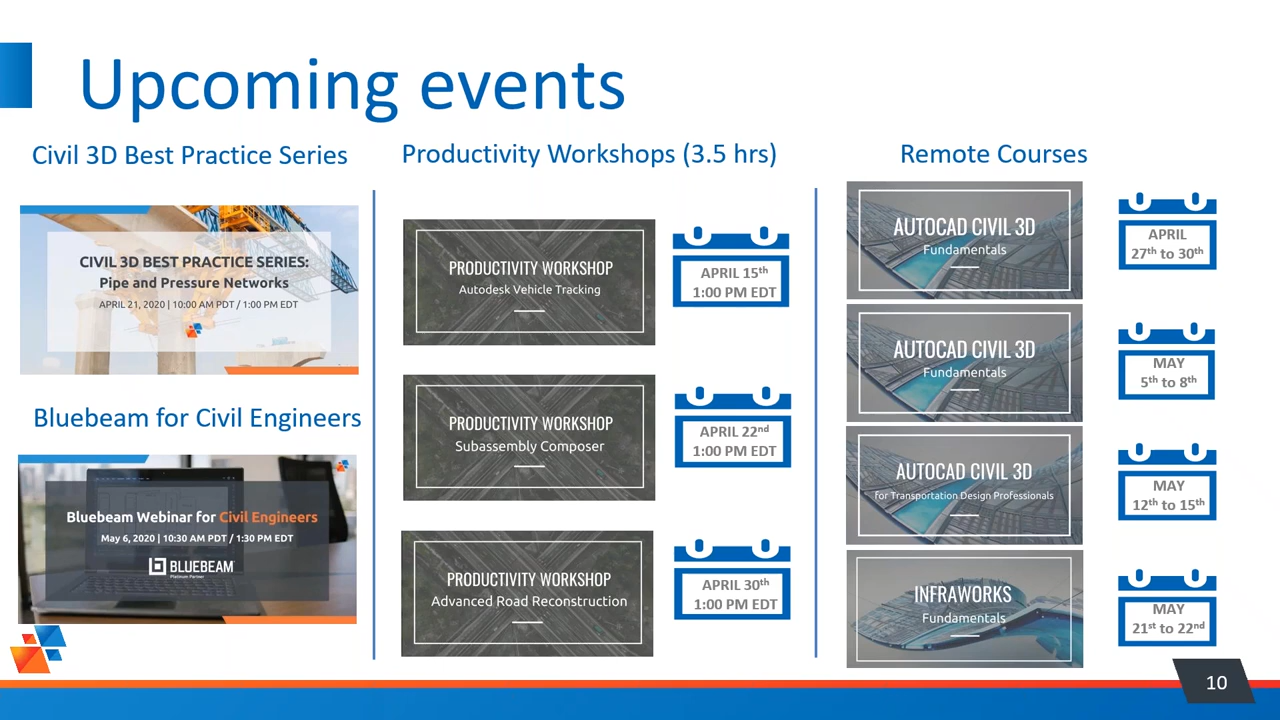 Upcoming events
Civil 3D Best Practice Series
CIVIL 3D BEST PRACTICE SERIES:
Pipe and Pressure Networks
APRIL 21, 2020 | 10:00 AM PDT / 1:00 PM EDT
Bluebeam for Civil Engineers
Bluebeam Webinar for Civil Engineers
May 6, 2020 | 10:30 AM PDT / 1:30 PM EDT
BLUEBEAM
Platinum Partner
Productivity Workshops (3.5 hrs)
PRODUCTIVITY WORKSHOP
Autodesk Vehicle Tracking
APRIL 15th
1:00 PM EDT
PRODUCTIVITY WORKSHOP
Subassembly Composer
APRIL 22nd
1:00 PM EDT
PRODUCTIVITY WORKSHOP
Advanced Road Reconstruction
APRIL 30th
1:00 PM EDT
Remote Courses
AUTOCAD CIVIL 3D
Fundamentals
APRIL
27th to 30th
AUTOCAD CIVIL 3D
Fundamentals
MAY
5th to 8th
AUTOCAD CIVIL 3D
for Transportation Design Professionals
MAY
12th to 15th
INFRAWORKS
Fundamentals
MAY
21st to 22nd
10